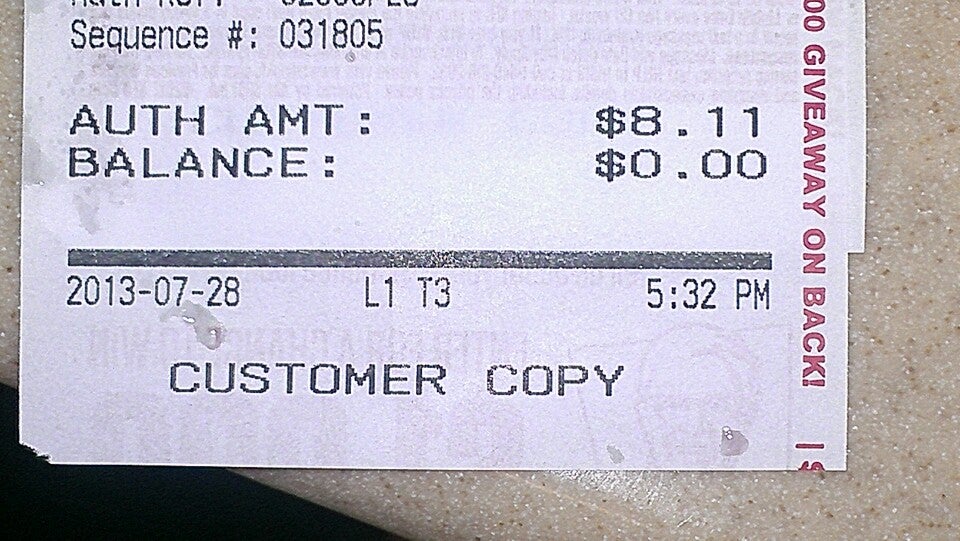 Sequence #: 031805
AUTH AMT: $8.11
BALANCE: $0.00
2013-07-28 L1 T3 5:32 PM
CUSTOMER COPY
00 GIVEAWAY ON BACK!